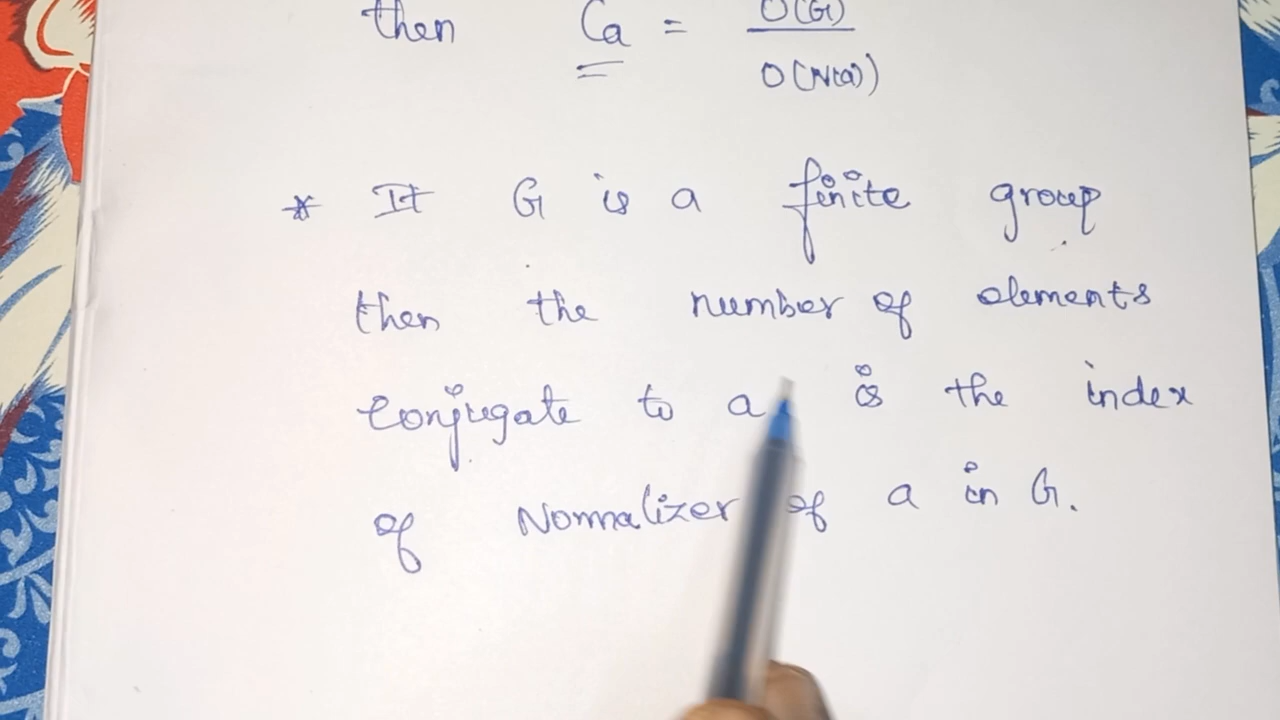 then Ca = O(G)
O(N(a))
* If G is a finite group
then the number of elements
conjugate to a is the index
of Normalizer of a in G.